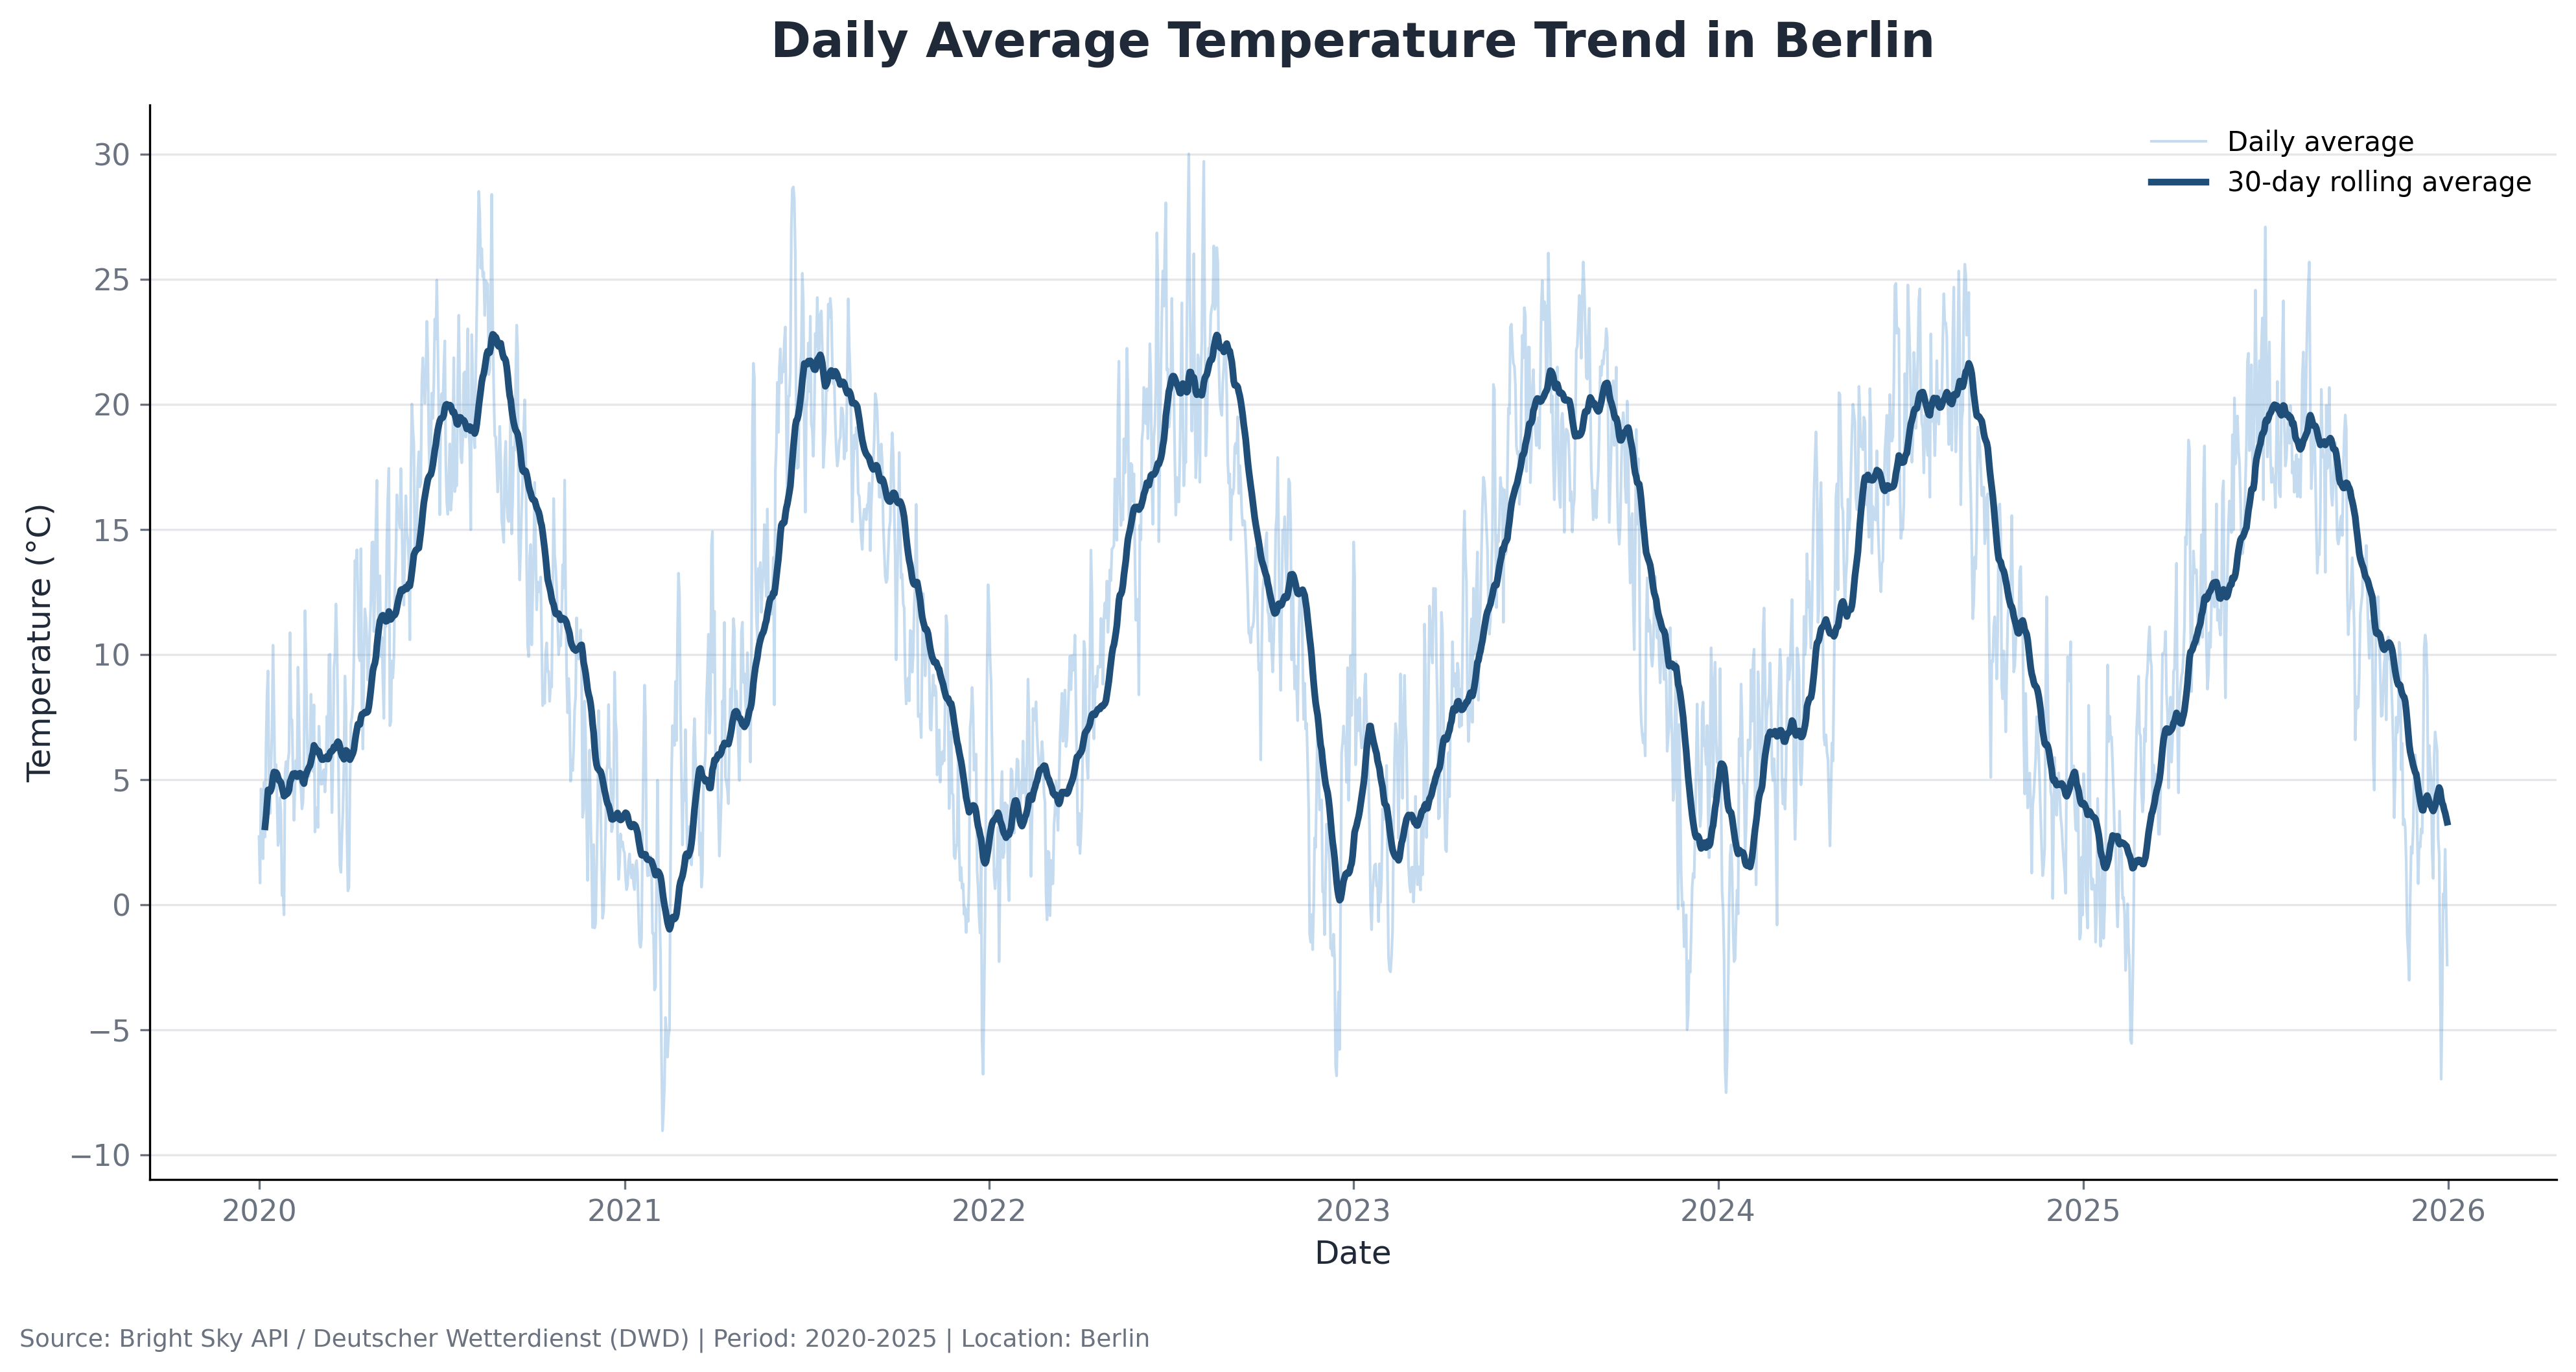 Daily Average Temperature Trend in Berlin
Daily average
30-day rolling average
Temperature (°C)
30
25
20
15
10
5
0
−5
−10
2020 2021 2022 2023 2024 2025 2026
Date
Source: Bright Sky API / Deutscher Wetterdienst (DWD) | Period: 2020-2025 | Location: Berlin